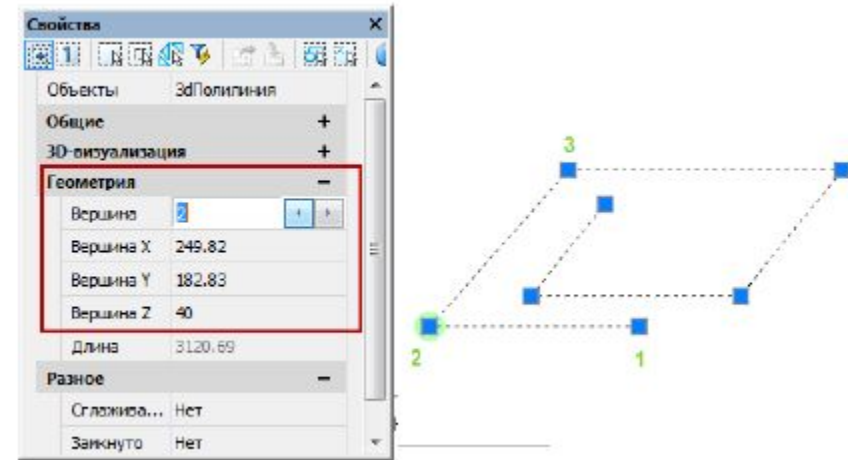 Свойства
1
Объекты 3dПолилиния
Общие
3D-визуализация
Геометрия
Вершина 2
Вершина X 249.82
Вершина Y 182.83
Вершина Z 40
Длина 3120.69
Разное
Сглажива... Нет
Замкнуто Нет
3
2
1